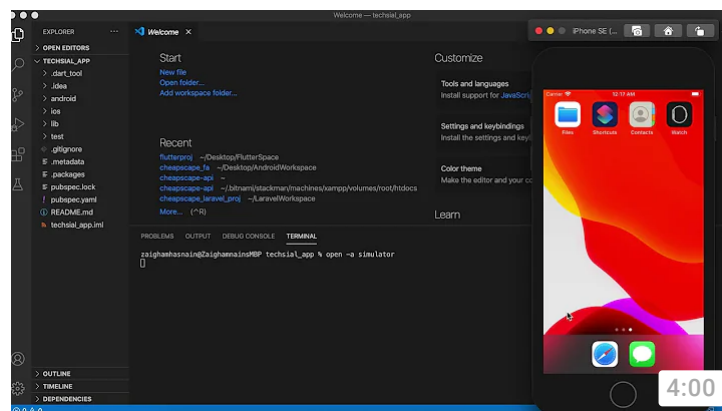 Welcome — techsial_app
EXPLORER
OPEN EDITORS
TECHSIAL_APP
.dart_tool
.idea
android
ios
lib
test
.gitignore
.metadata
.packages
pubspec.lock
pubspec.yaml
README.md
techsial_app.iml
OUTLINE
TIMELINE
DEPENDENCIES
Welcome
Start
New file
Open folder...
Add workspace folder...
Recent
flutterproj ~/Desktop/FlutterSpace
cheapscape_fa ~/Desktop/AndroidWorkspace
cheapscape-api ~
cheapscape-api ~/.bitnami/stackman/machines/xampp/volumes/root/htdocs
cheapscape_laravel_proj ~/LaravelWorkspace
More... (^R)
Customize
Tools and languages
Install support for JavaScri
Settings and keybindings
Install the settings and key
Color theme
Make the editor and your co
Learn
PROBLEMS OUTPUT DEBUG CONSOLE TERMINAL
zaighamhasnain@ZaighamnainsMBP techsial_app % open -a simulator
iPhone SE (...
Carrier 12:17 AM
Files Shortcuts Contacts Watch
4:00